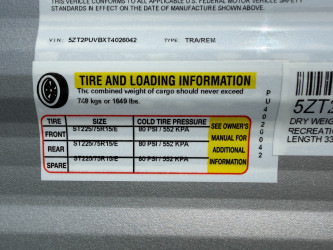 THIS VEHICLE CONFORMS TO ALL APPLICABLE U.S. FEDERAL MOTOR VEHICLE SAFETY
STANDARDS IN EFFECT ON THE DATE OF MANUFACTURE SHOWN ABOVE.
V.I.N.: 5ZT2PUVBXT4026042 TYPE: TRA/REM
TIRE AND LOADING INFORMATION
The combined weight of cargo should never exceed
748 kgs or 1649 lbs.
TIRE SIZE COLD TIRE PRESSURE
FRONT ST225/75R15/E 80 PSI / 552 KPA
REAR ST225/75R15/E 80 PSI / 552 KPA
SPARE ST225/75R15/E 80 PSI / 552 KPA
SEE OWNER'S
MANUAL FOR
ADDITIONAL
INFORMATION
PU4026042
5ZT2
DRY WEIG
RECREATIO
LENGTH 33